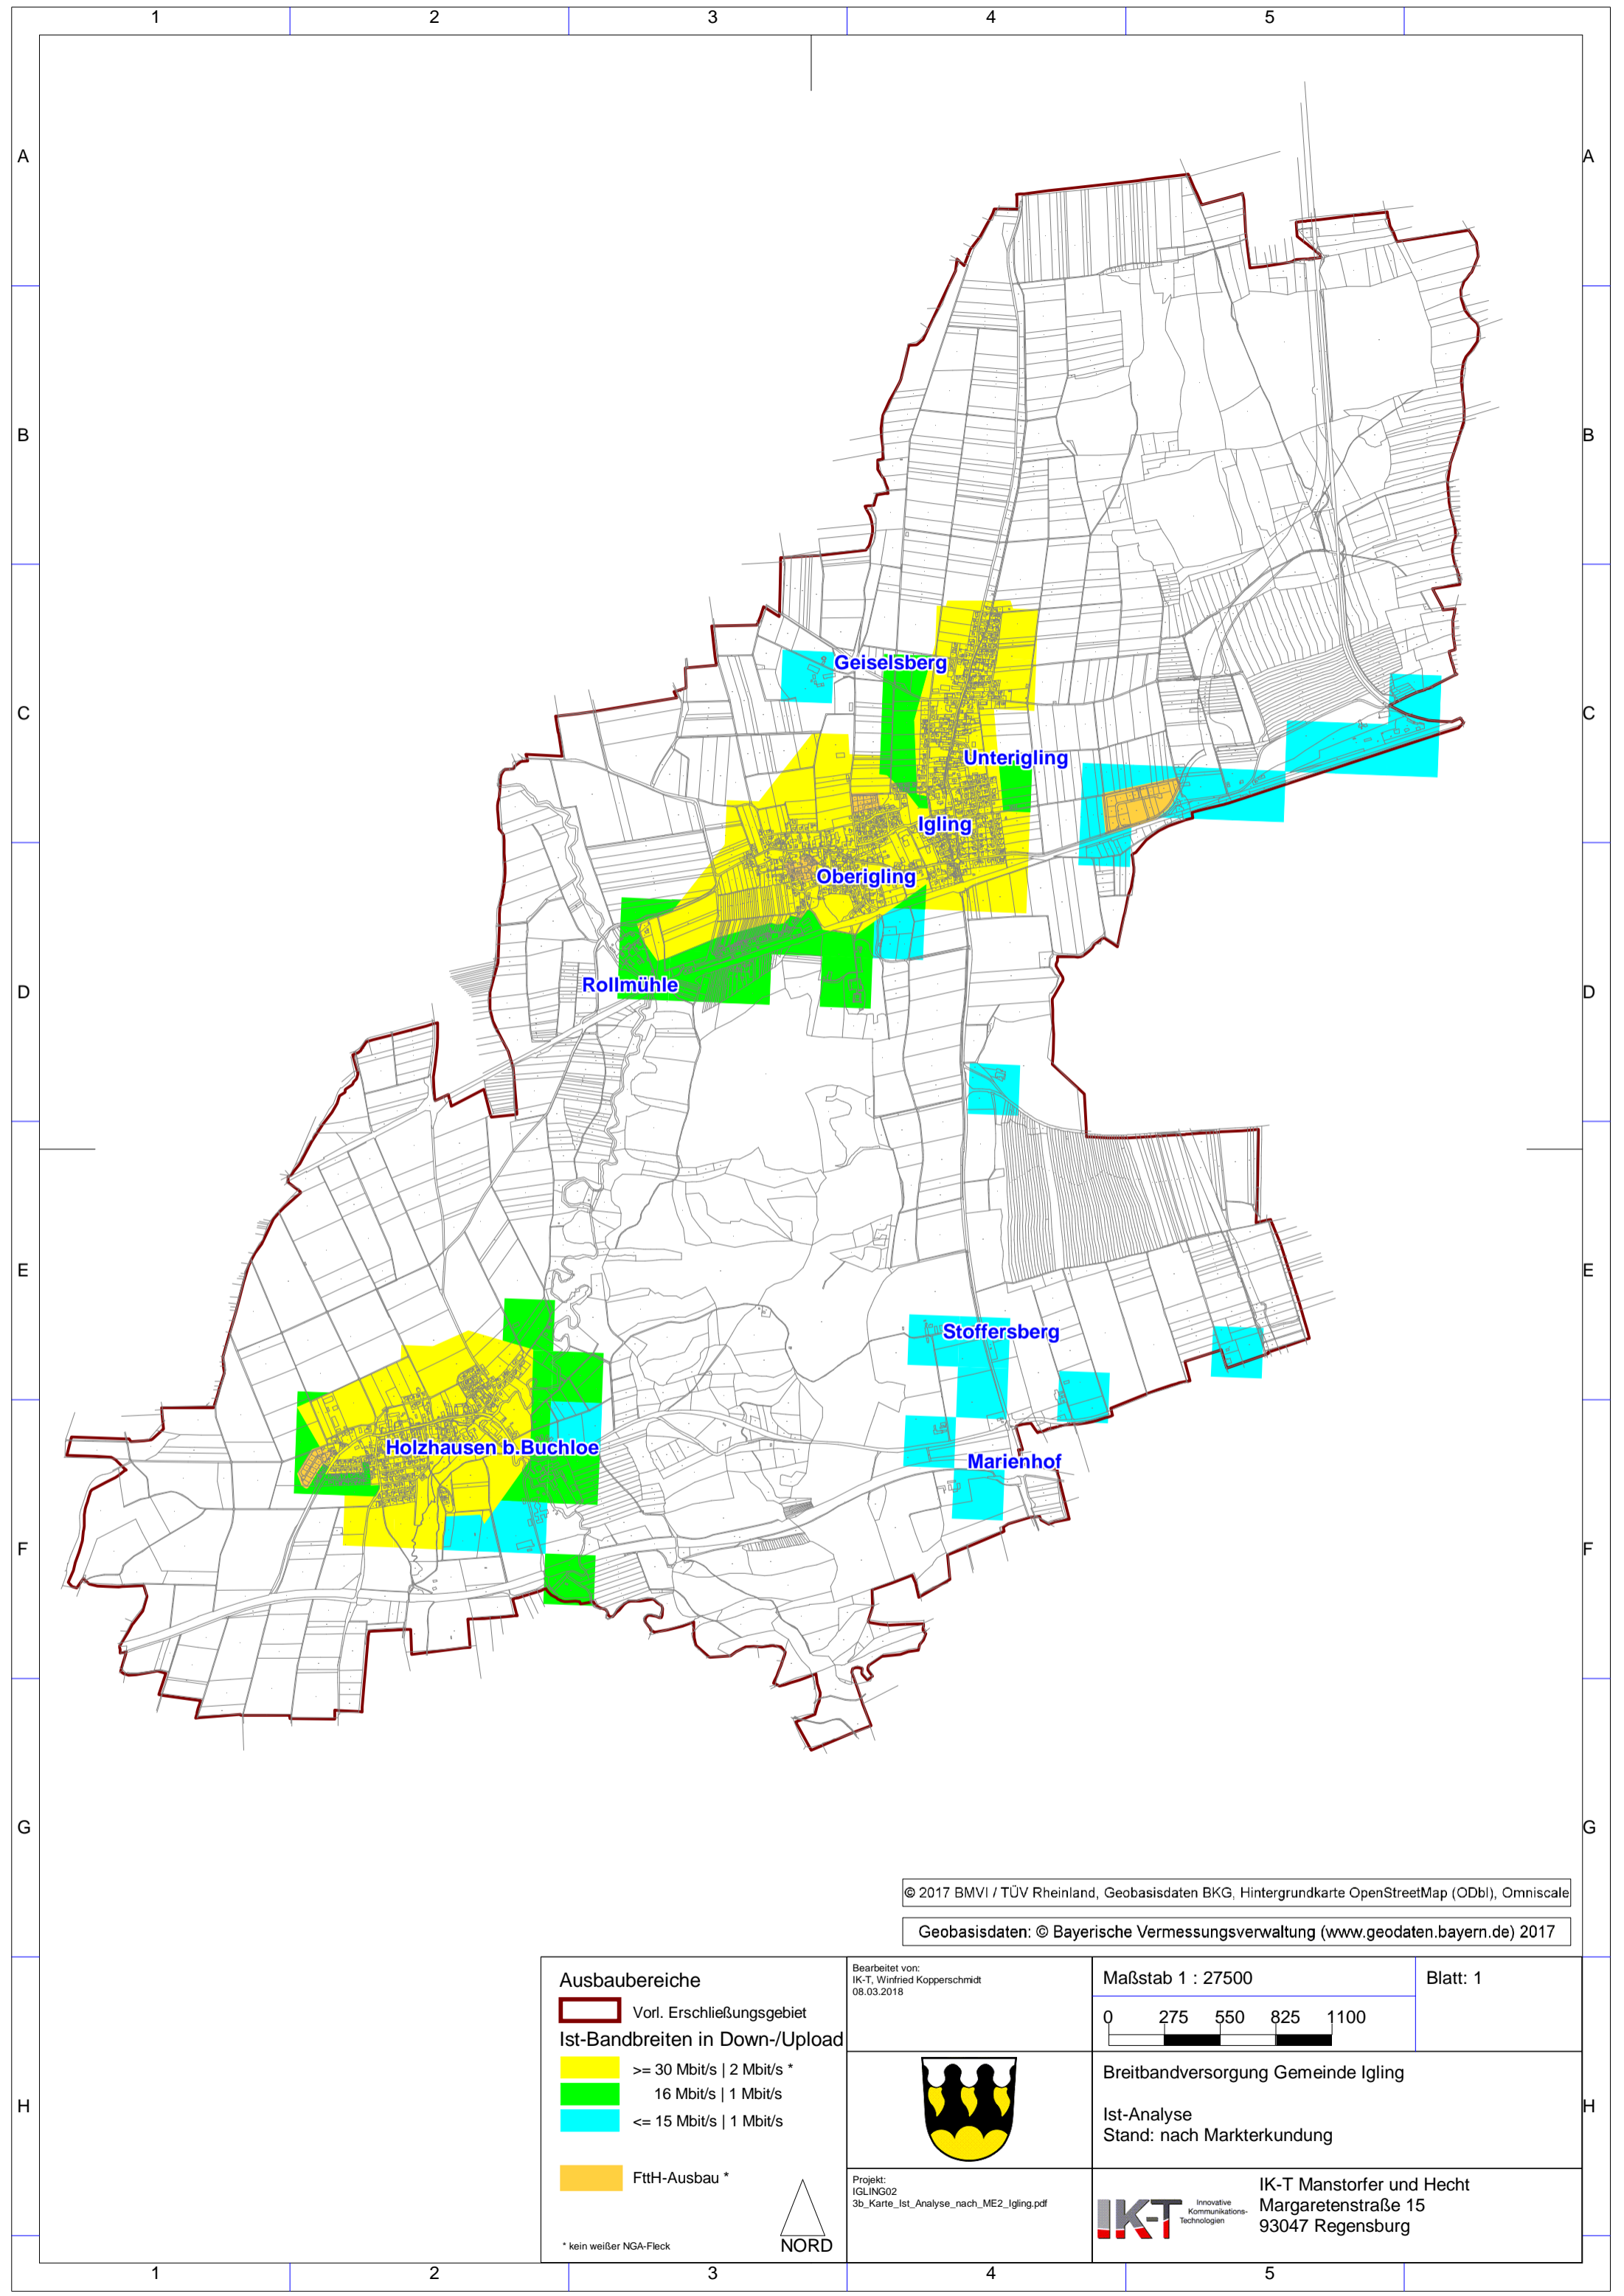 1 2 3 4 5
A A
B B
C C
D D
E E
F F
G G
H H
Geiselsberg
Unterigling
Igling
Oberigling
Rollmühle
Stoffersberg
Holzhausen b.Buchloe
Marienhof
© 2017 BMVI / TÜV Rheinland, Geobasisdaten BKG, Hintergrundkarte OpenStreetMap (ODbl), Omniscale
Geobasisdaten: © Bayerische Vermessungsverwaltung (www.geodaten.bayern.de) 2017
Ausbaubereiche
Vorl. Erschließungsgebiet
Ist-Bandbreiten in Down-/Upload
>= 30 Mbit/s | 2 Mbit/s *
16 Mbit/s | 1 Mbit/s
<= 15 Mbit/s | 1 Mbit/s
FttH-Ausbau *
* kein weißer NGA-Fleck
NORD
Bearbeitet von:
IK-T, Winfried Kopperschmidt
08.03.2018
Projekt:
IGLING02
3b_Karte_Ist_Analyse_nach_ME2_Igling.pdf
Maßstab 1 : 27500
Blatt: 1
0 275 550 825 1100
Breitbandversorgung Gemeinde Igling
Ist-Analyse
Stand: nach Markterkundung
IK-T
Innovative
Kommunikations-
Technologien
IK-T Manstorfer und Hecht
Margaretenstraße 15
93047 Regensburg
1 2 3 4 5